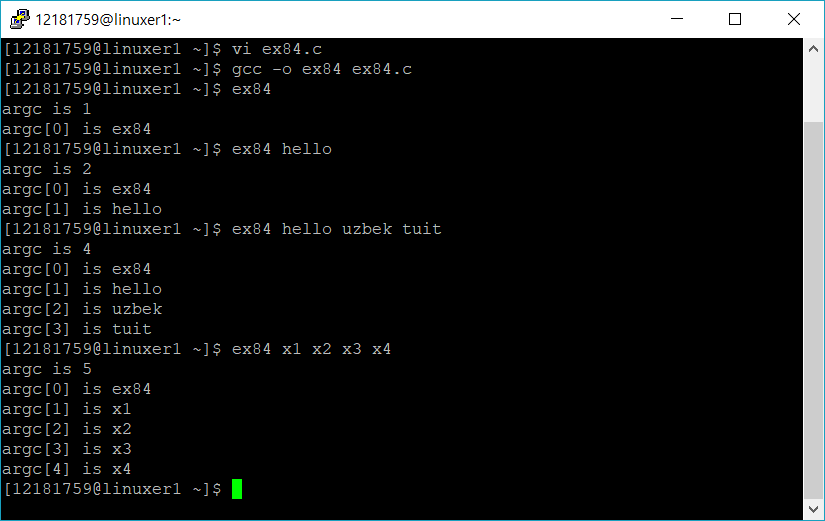 12181759@linuxer1:~
[12181759@linuxer1 ~]$ vi ex84.c
[12181759@linuxer1 ~]$ gcc -o ex84 ex84.c
[12181759@linuxer1 ~]$ ex84
argc is 1
argc[0] is ex84
[12181759@linuxer1 ~]$ ex84 hello
argc is 2
argc[0] is ex84
argc[1] is hello
[12181759@linuxer1 ~]$ ex84 hello uzbek tuit
argc is 4
argc[0] is ex84
argc[1] is hello
argc[2] is uzbek
argc[3] is tuit
[12181759@linuxer1 ~]$ ex84 x1 x2 x3 x4
argc is 5
argc[0] is ex84
argc[1] is x1
argc[2] is x2
argc[3] is x3
argc[4] is x4
[12181759@linuxer1 ~]$